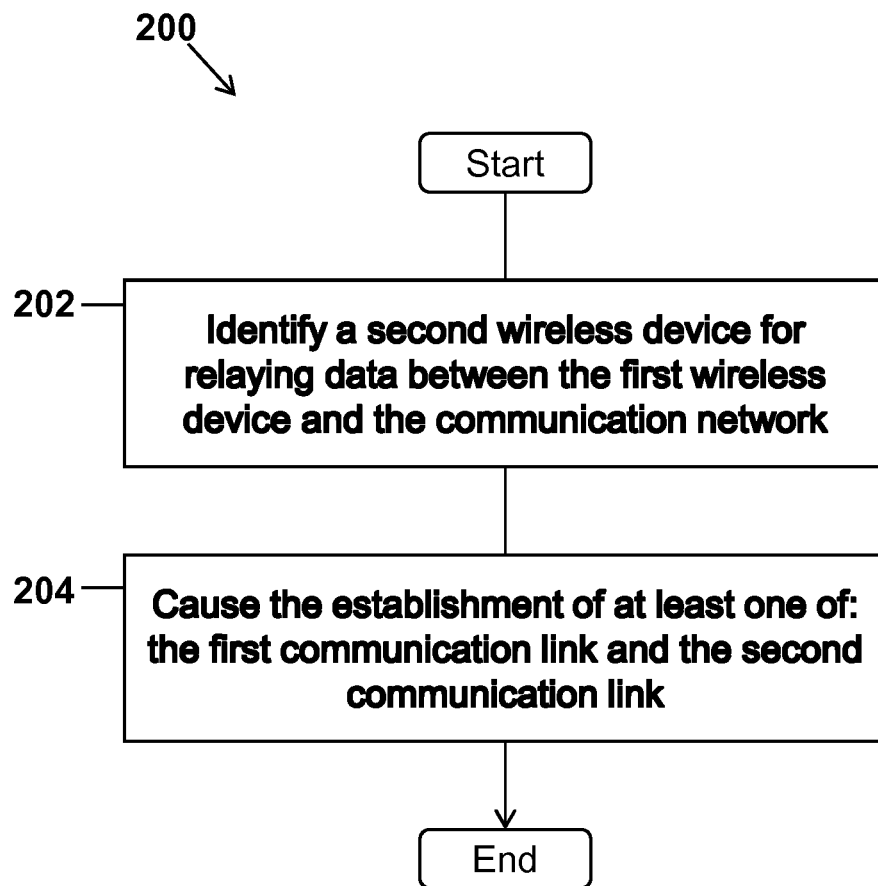 200
Start
202
Identify a second wireless device for
relaying data between the first wireless
device and the communication network
204
Cause the establishment of at least one of:
the first communication link and the second
communication link
End